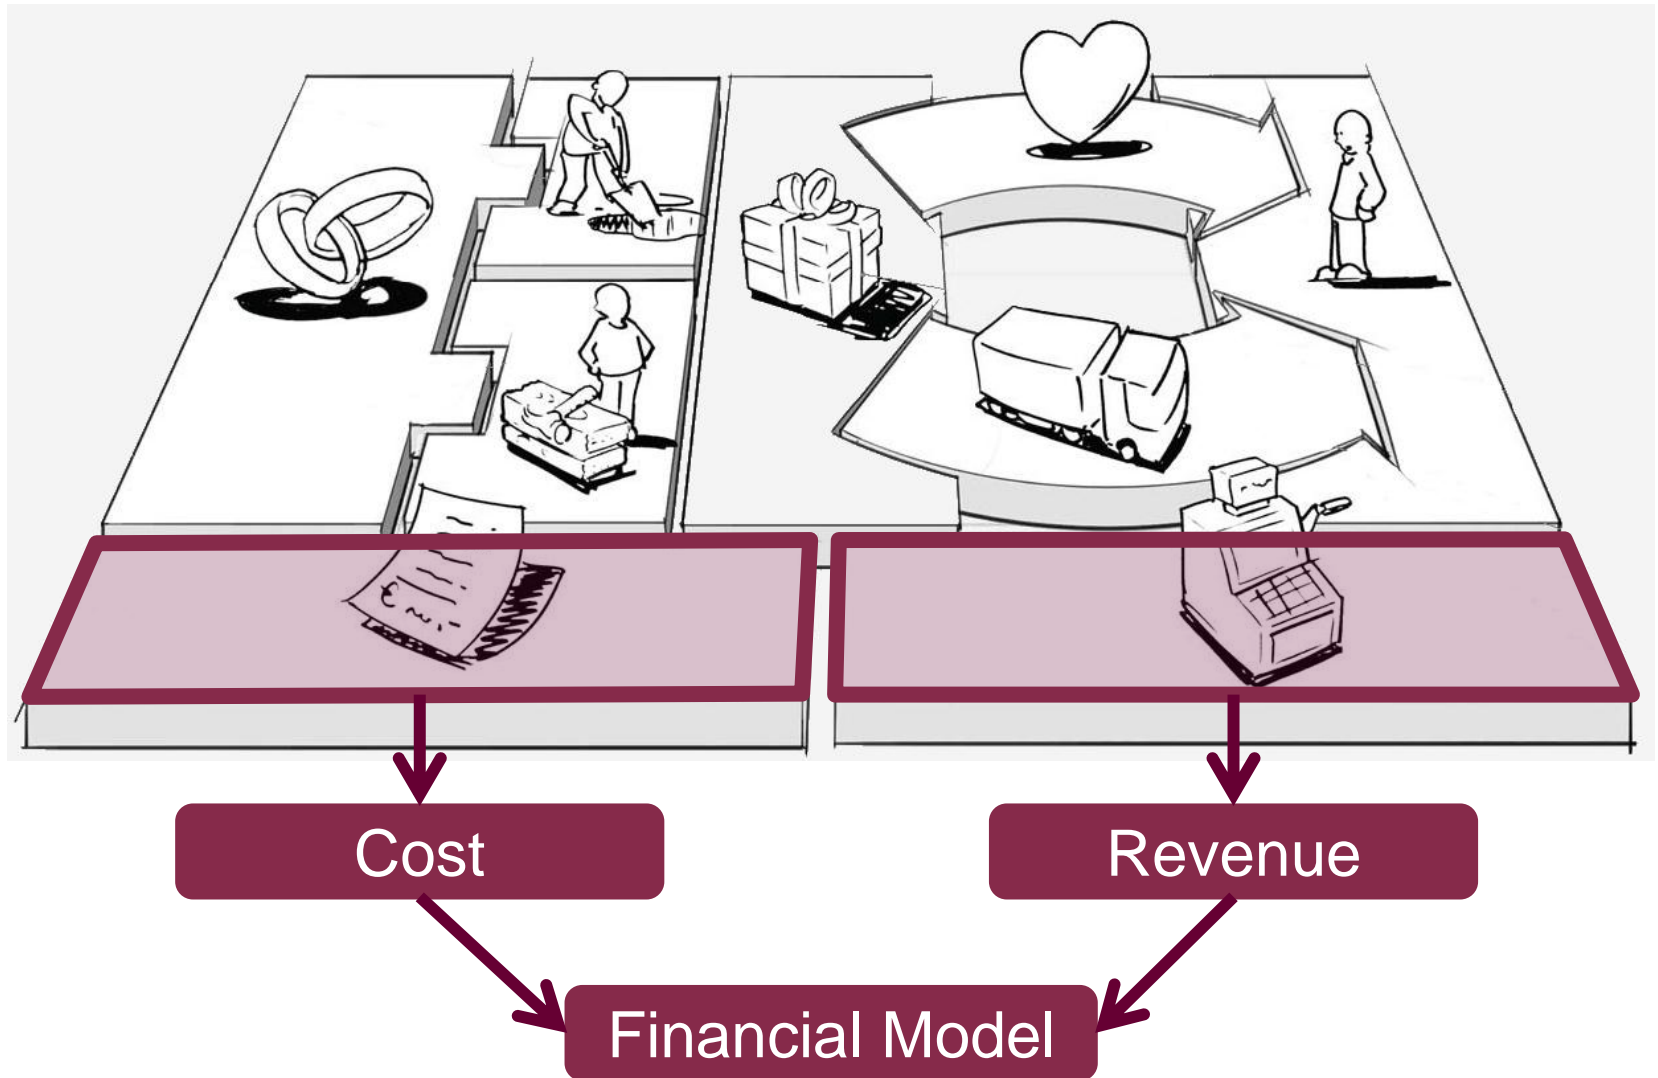 €
Cost
Revenue
Financial Model